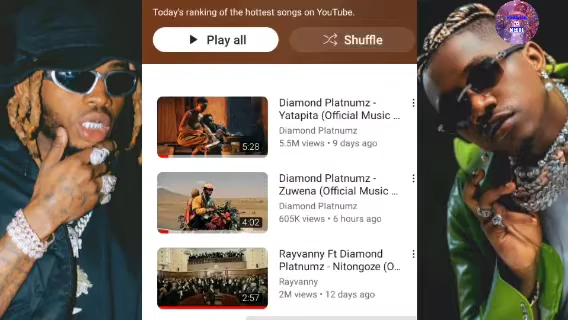 Today's ranking of the hottest songs on YouTube.
Play all
Shuffle
Diamond Platnumz -
Yatapita (Official Music ...
Diamond Platnumz
5.5M views • 9 days ago
5:28
Diamond Platnumz -
Zuwena (Official Music ...
Diamond Platnumz
605K views • 6 hours ago
4:02
Rayvanny Ft Diamond
Platnumz - Nitongoze (O...
Rayvanny
2M views • 12 days ago
2:57